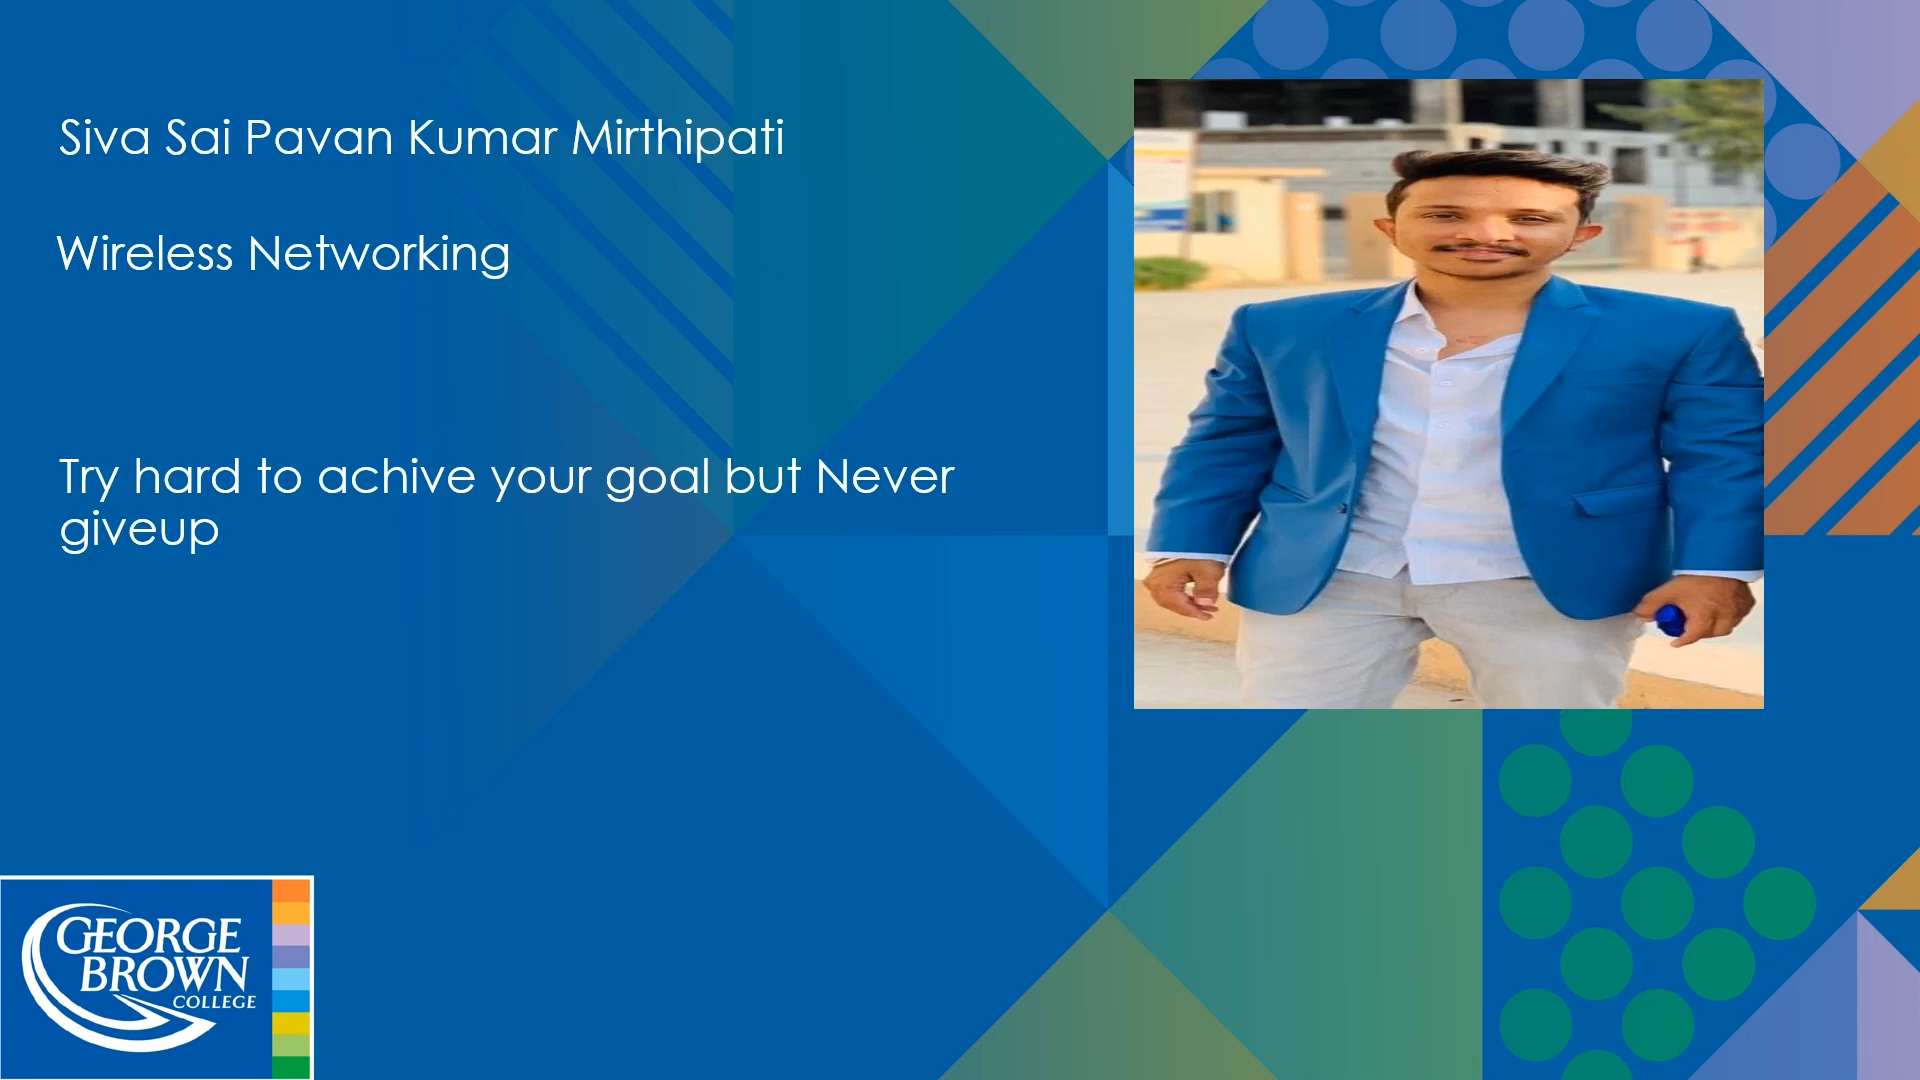 Siva Sai Pavan Kumar Mirthipati
Wireless Networking
Try hard to achive your goal but Never
giveup
GEORGE
BROWN
COLLEGE